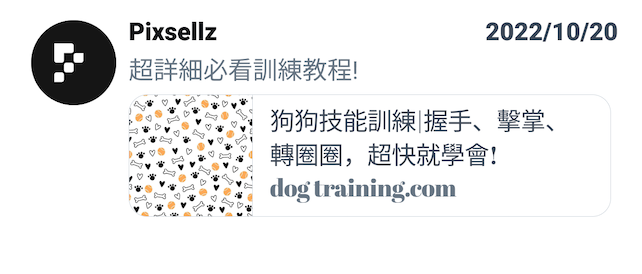 Pixsellz
2022/10/20
超詳細必看訓練教程!
狗狗技能訓練|握手、擊掌、
轉圈圈，超快就學會!
dog training.com